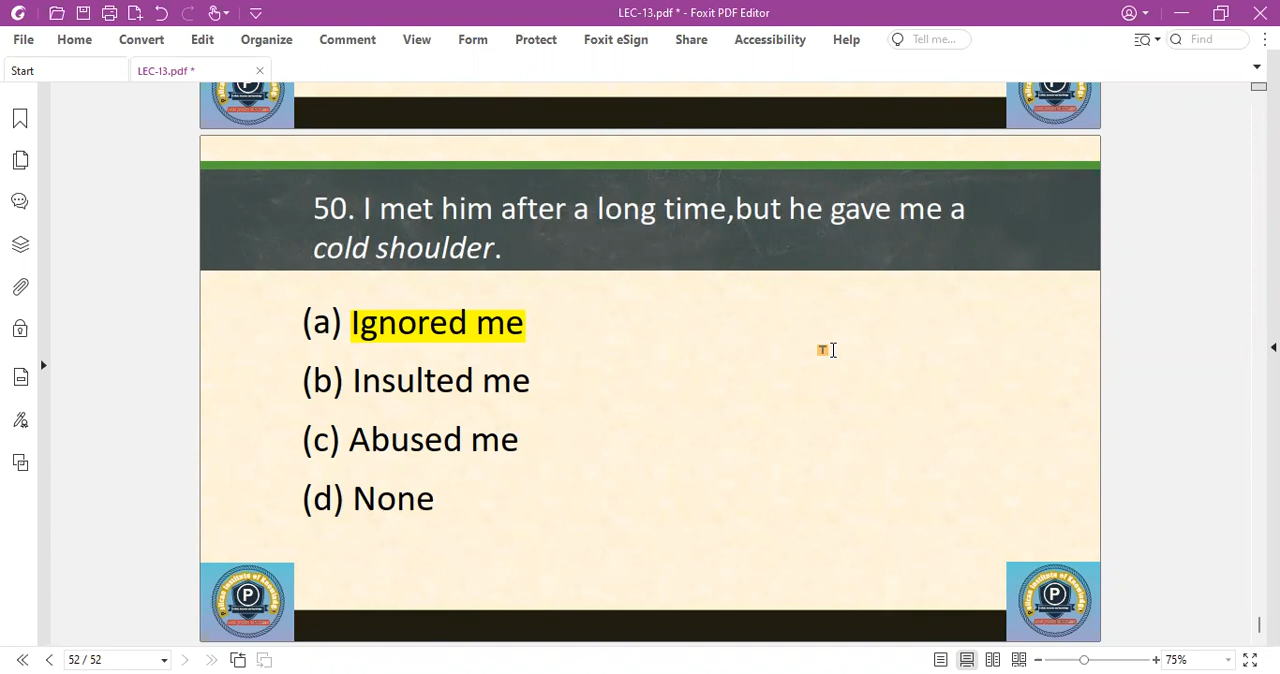 LEC-13.pdf * - Foxit PDF Editor
File Home Convert Edit Organize Comment View Form Protect Foxit eSign Share Accessibility Help Tell me... Find
Start LEC-13.pdf *
50. I met him after a long time,but he gave me a
cold shoulder.
(a) Ignored me
(b) Insulted me
(c) Abused me
(d) None
P P
52 / 52 75%